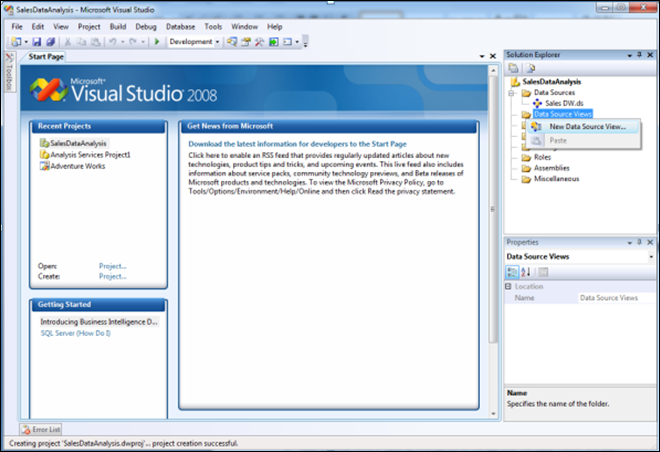 SalesDataAnalysis - Microsoft Visual Studio
File Edit View Project Build Debug Database Tools Window Help
Development
Toolbox
Start Page
Microsoft
Visual Studio 2008
Recent Projects
SalesDataAnalysis
Analysis Services Project1
Adventure Works
Open: Project...
Create: Project...
Getting Started
Introducing Business Intelligence D...
SQL Server (How Do I)
Get News from Microsoft
Download the latest information for developers to the Start Page
Click here to enable an RSS feed that provides regularly updated articles about new
technologies, product tips and tricks, and upcoming events. This live feed also includes
information about service packs, community technology previews, and Beta releases of
Microsoft products and technologies. To view the Microsoft Privacy Policy, go to
Tools/Options/Environment/Help/Online and then click Read the privacy statement.
Solution Explorer
SalesDataAnalysis
Data Sources
Sales DW.ds
Data Source Views
New Data Source View...
Paste
Roles
Assemblies
Miscellaneous
Properties
Data Source Views
Location
Name Data Source Views
Name
Specifies the name of the folder.
Error List
Creating project 'SalesDataAnalysis.dwproj'... project creation successful.